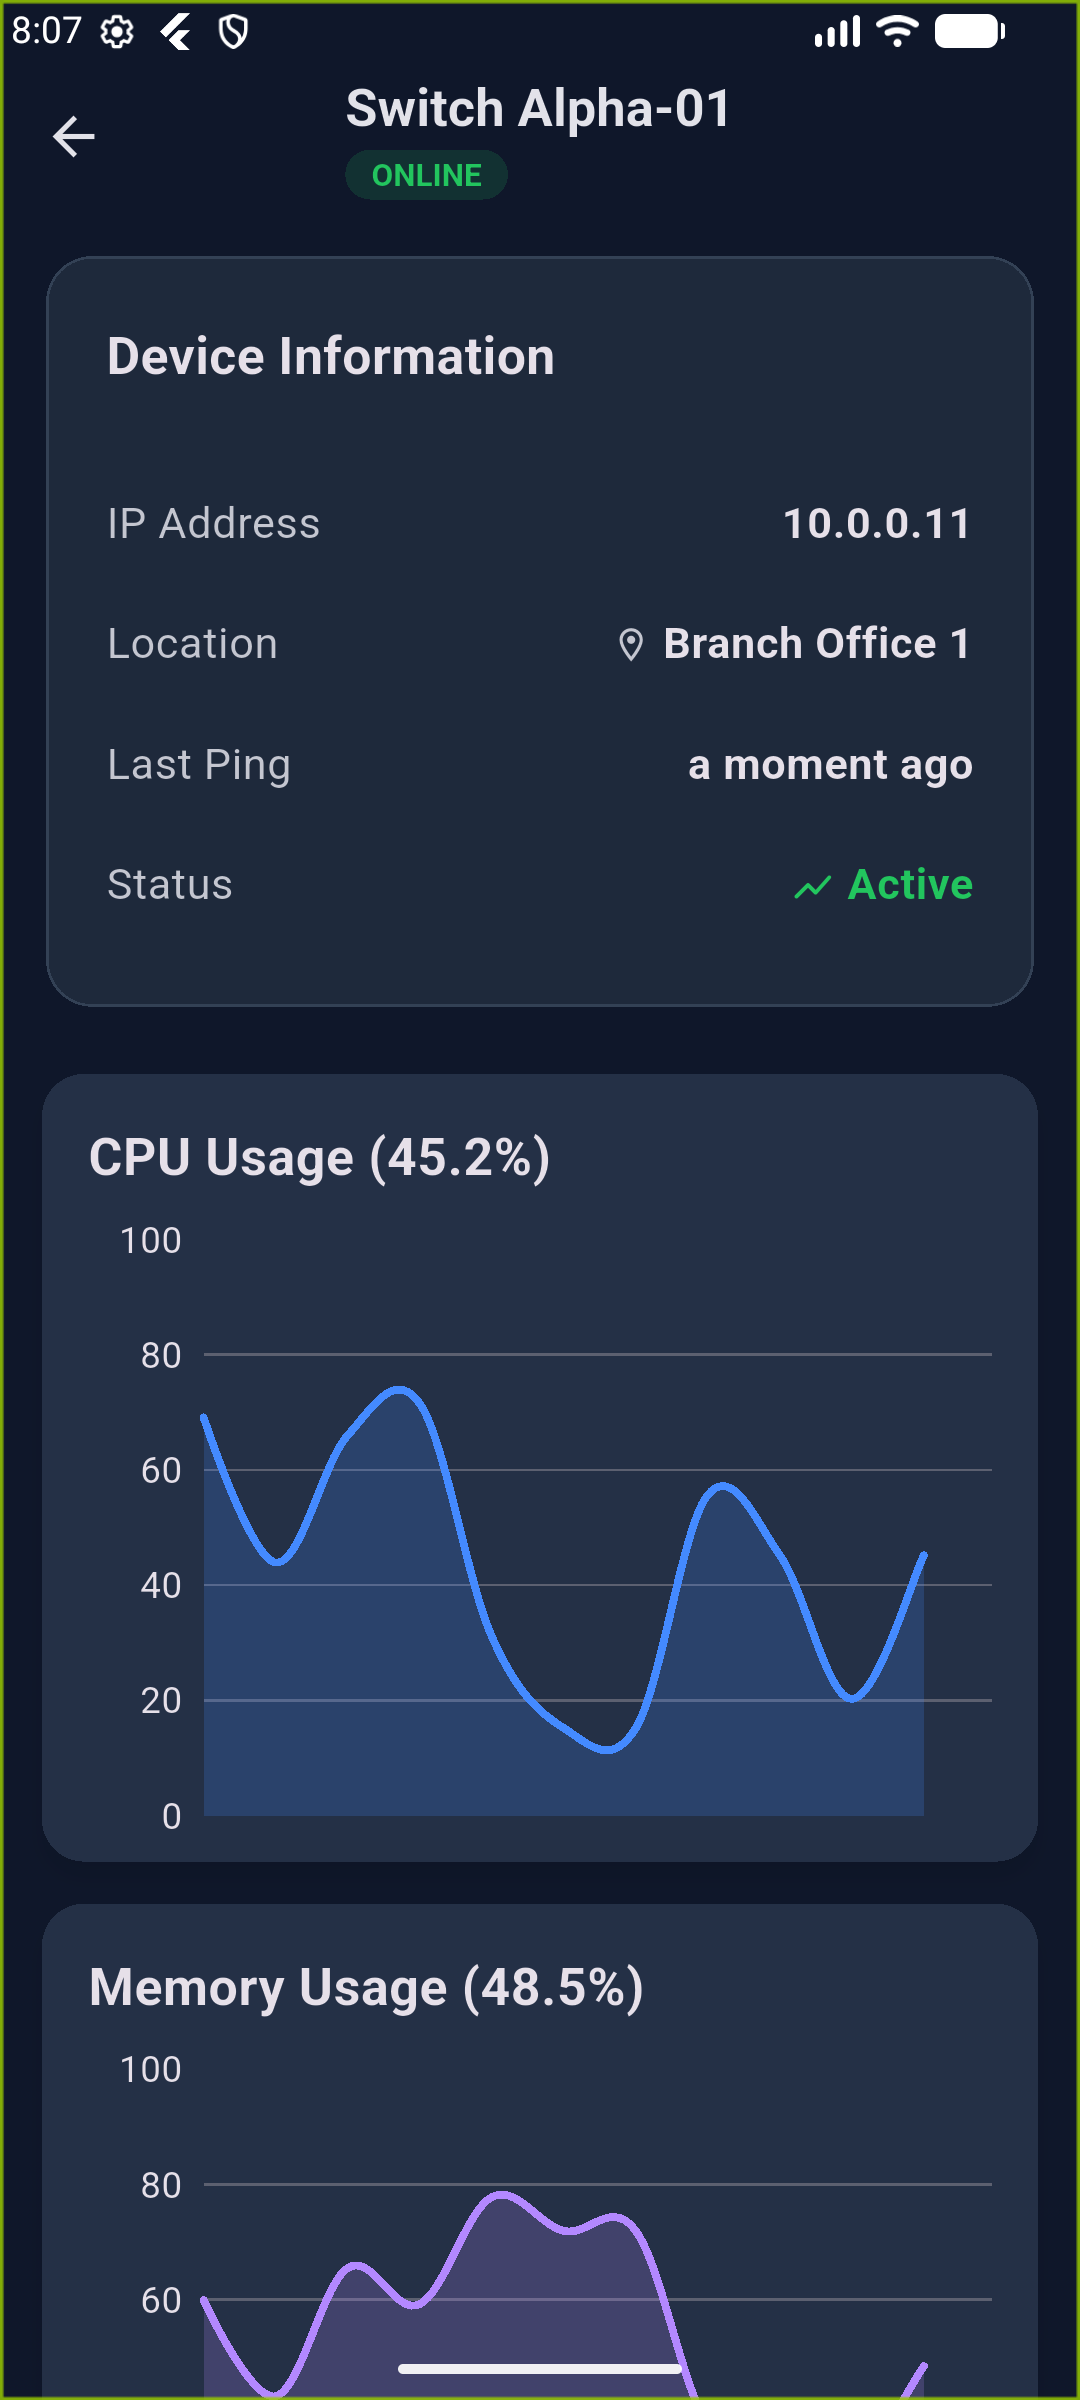 8:07
Switch Alpha-01
ONLINE
Device Information
IP Address 10.0.0.11
Location Branch Office 1
Last Ping a moment ago
Status Active
CPU Usage (45.2%)
100
80
60
40
20
0
Memory Usage (48.5%)
100
80
60